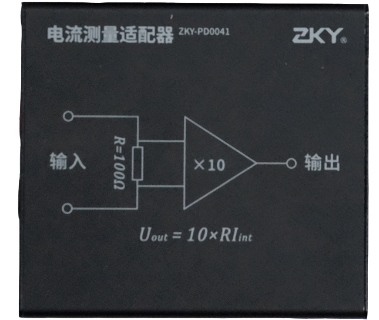 电流测量适配器 ZKY-PD0041
ZKY®
输入
R=100Ω
×10
输出
Uout = 10×RIint